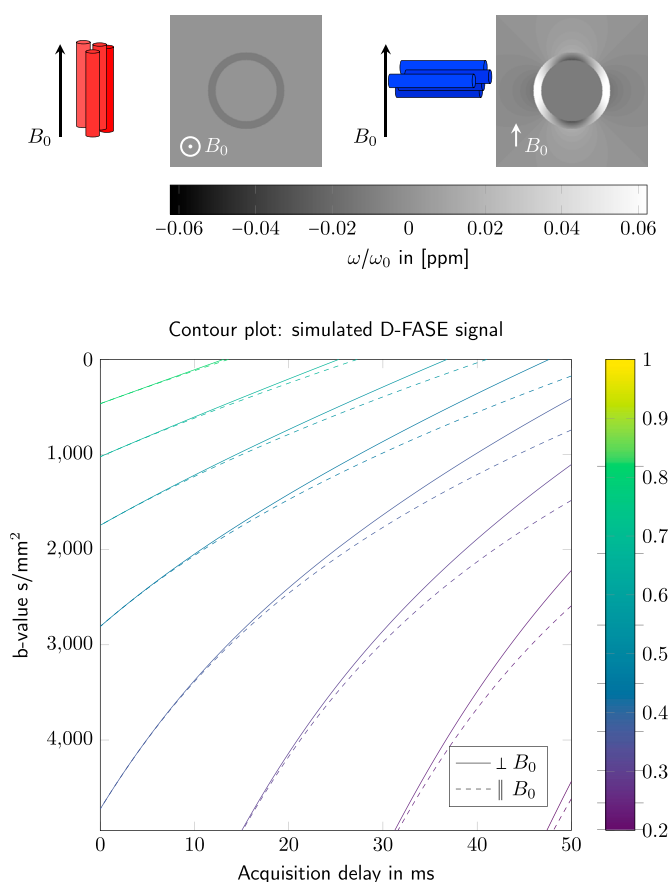 B₀
B₀
B₀
B₀
−0.06 −0.04 −0.02 0 0.02 0.04 0.06
ω/ω₀ in [ppm]
Contour plot: simulated D-FASE signal
0
1,000
2,000
3,000
4,000
b-value s/mm²
0 10 20 30 40 50
Acquisition delay in ms
⊥ B₀
∥ B₀
1
0.9
0.8
0.7
0.6
0.5
0.4
0.3
0.2